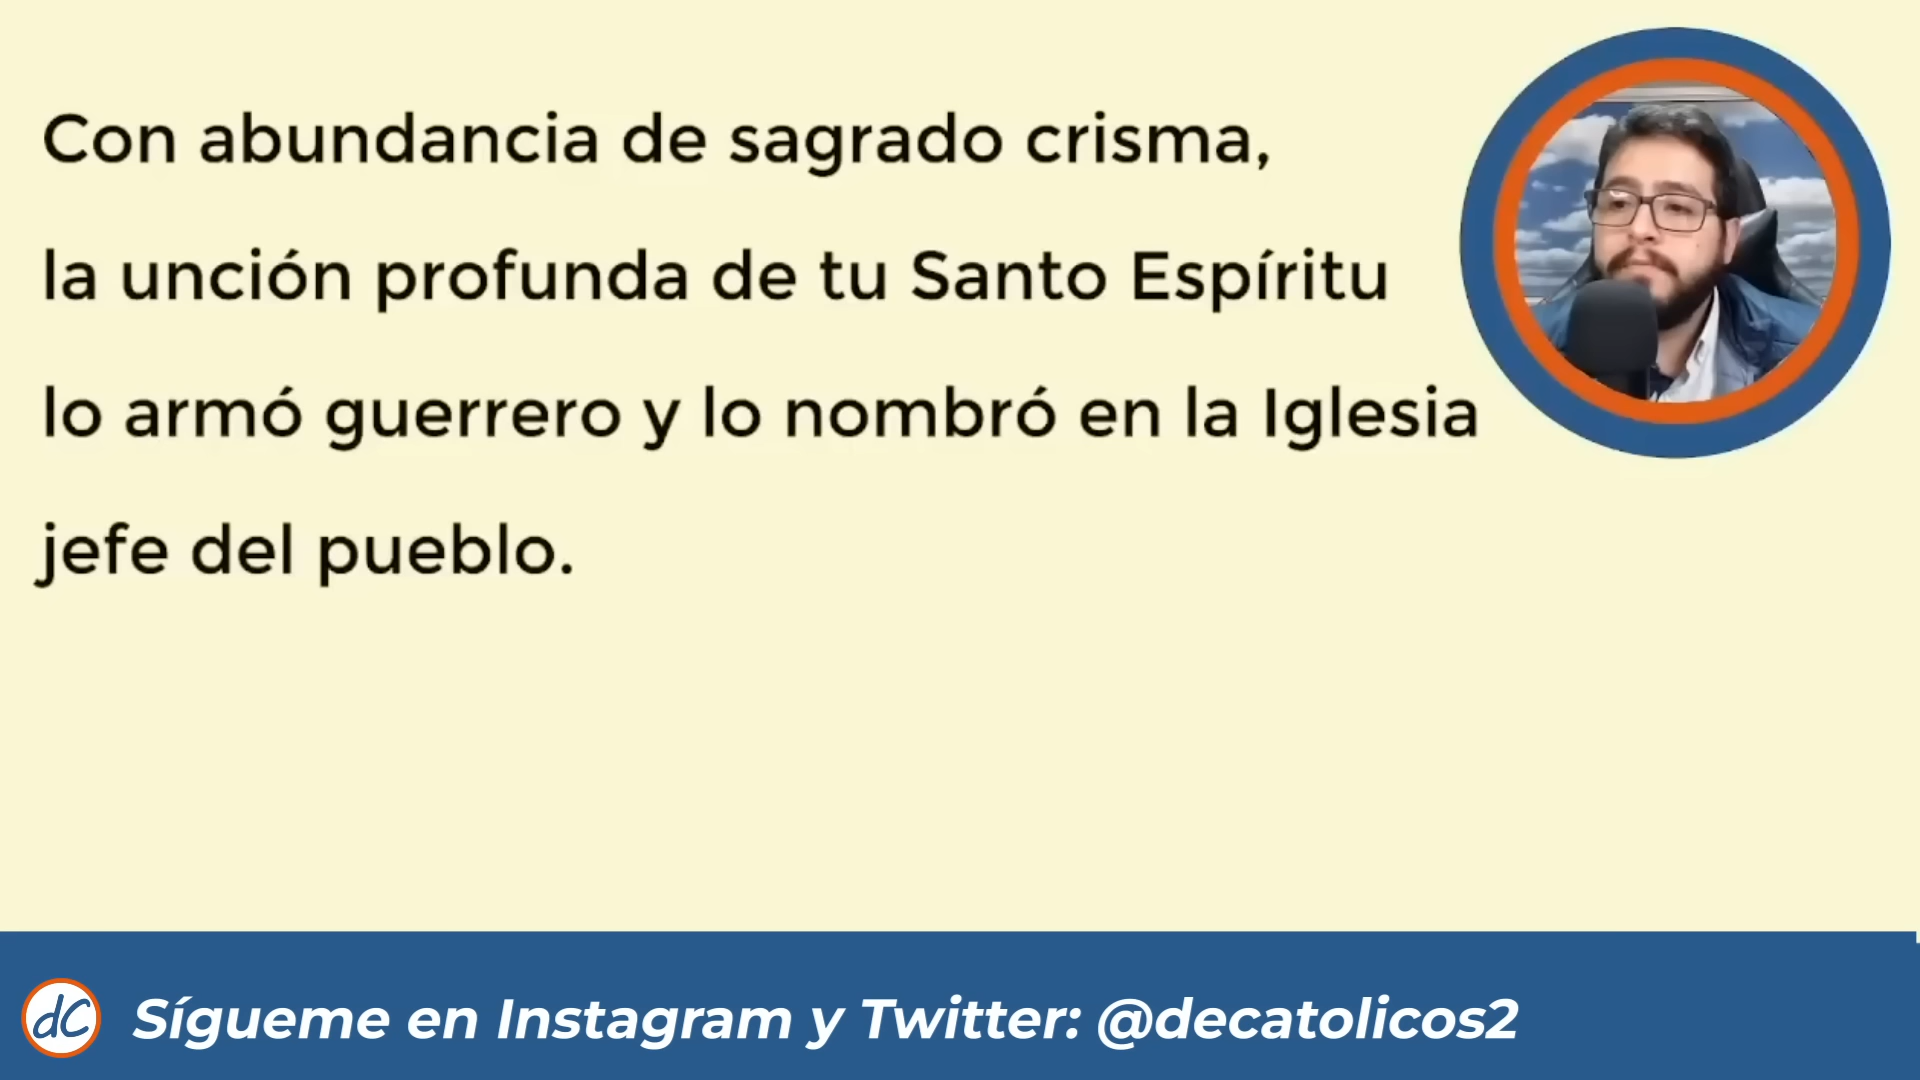 Con abundancia de sagrado crisma,
la unción profunda de tu Santo Espíritu
lo armó guerrero y lo nombró en la Iglesia
jefe del pueblo.
dC Sígueme en Instagram y Twitter: @decatolicos2